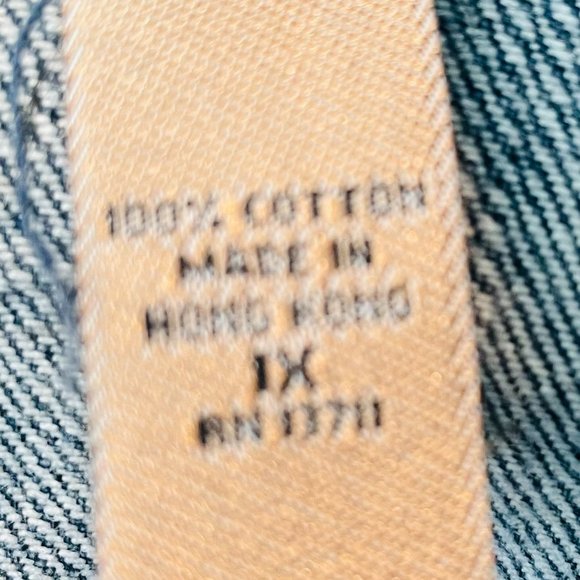 100% COTTON
MADE IN
HONG KONG
1X
RN 13711